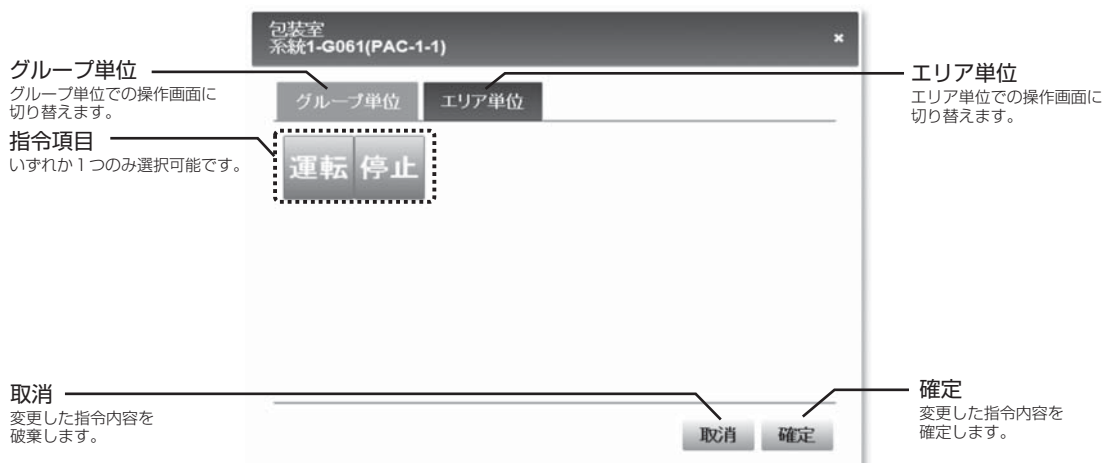 包装室
系統1-G061(PAC-1-1)
×
グループ単位
グループ単位での操作画面に
切り替えます。
エリア単位
エリア単位での操作画面に
切り替えます。
グループ単位 エリア単位
指令項目
いずれか1つのみ選択可能です。
運転 停止
取消
変更した指令内容を
破棄します。
確定
変更した指令内容を
確定します。
取消 確定